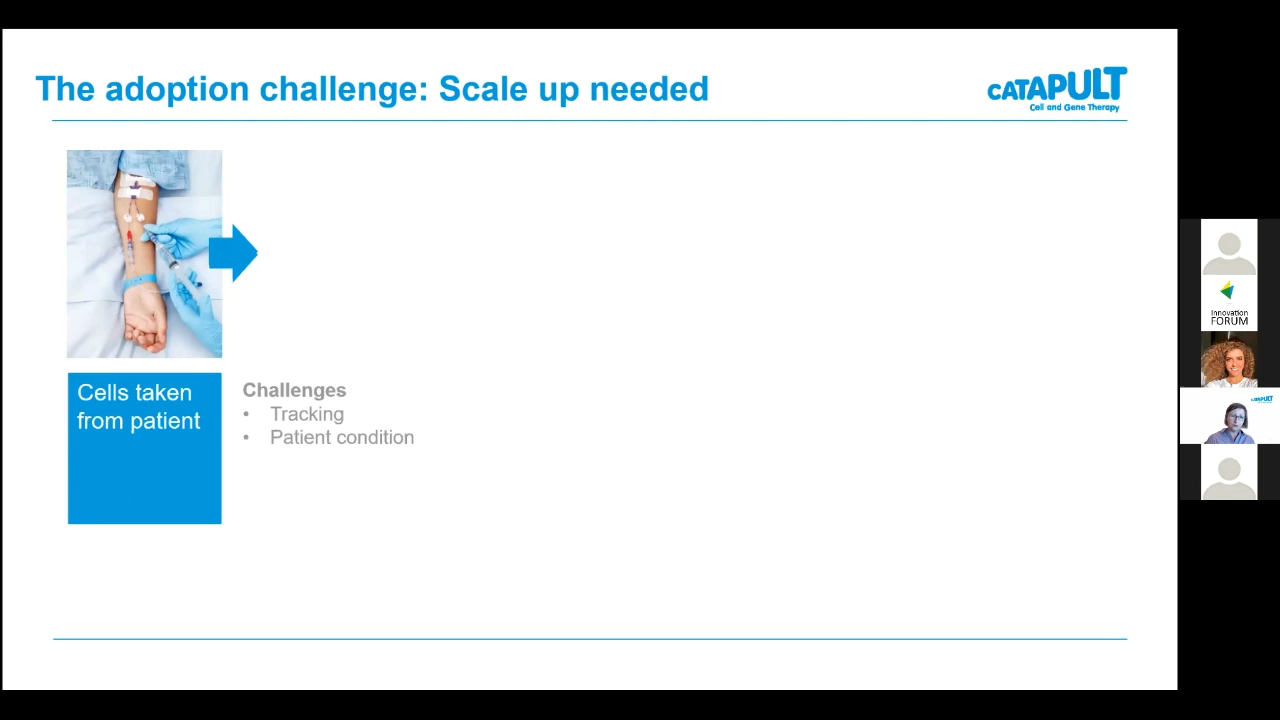 The adoption challenge: Scale up needed
CATAPULT
Cell and Gene Therapy
Cells taken
from patient
Challenges
• Tracking
• Patient condition
Innovation
FORUM
CATAPULT